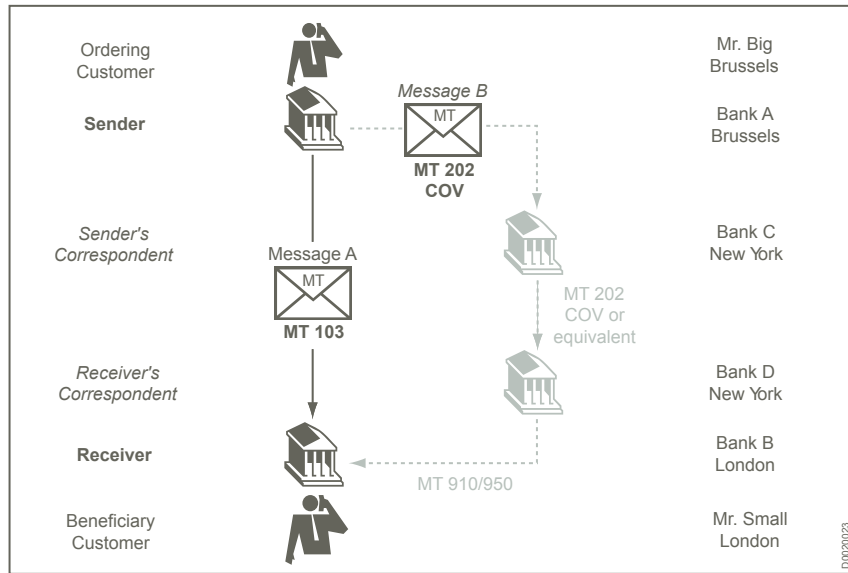 Ordering
Customer
Mr. Big
Brussels
Message B
Sender
MT
Bank A
Brussels
MT 202
COV
Sender's
Correspondent
Bank C
New York
Message A
MT
MT 103
MT 202
COV or
equivalent
Receiver's
Correspondent
Bank D
New York
Receiver
Bank B
London
MT 910/950
Beneficiary
Customer
Mr. Small
London
D0020023